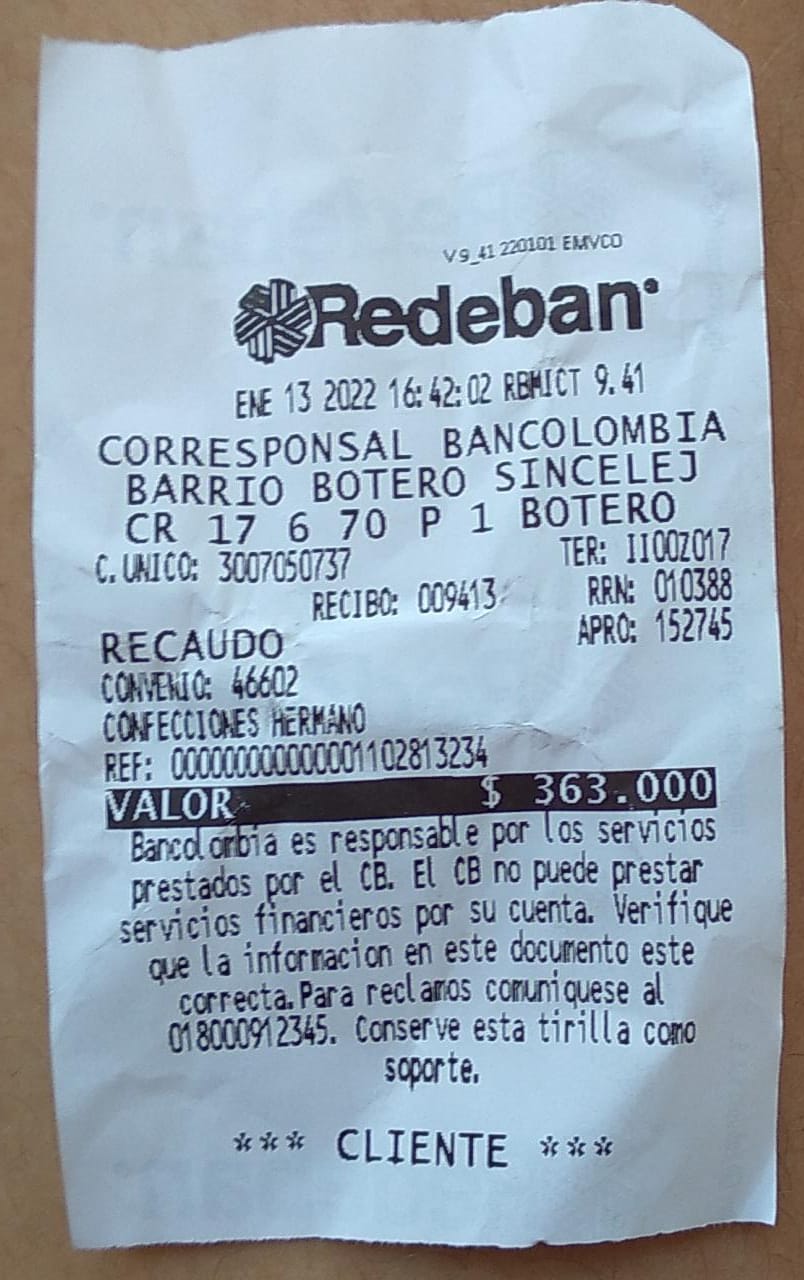 V9_41 220101 EMVCO
Redeban
ENE 13 2022 16:42:02 RBMICT 9.41
CORRESPONSAL BANCOLOMBIA
BARRIO BOTERO SINCELEJ
CR 17 6 70 P 1 BOTERO
C. UNICO: 3007050737 TER: II002017
RECIBO: 009413 RRN: 010388
RECAUDO APRO: 152745
CONVENIO: 46602
CONFECCIONES HERMANO
REF: 000000000000001102813234
VALOR $ 363.000
Bancolombia es responsable por los servicios
prestados por el CB. El CB no puede prestar
servicios financieros por su cuenta. Verifique
que la informacion en este documento este
correcta. Para reclamos comuniquese al
018000912345. Conserve esta tirilla como
soporte.
*** CLIENTE ***